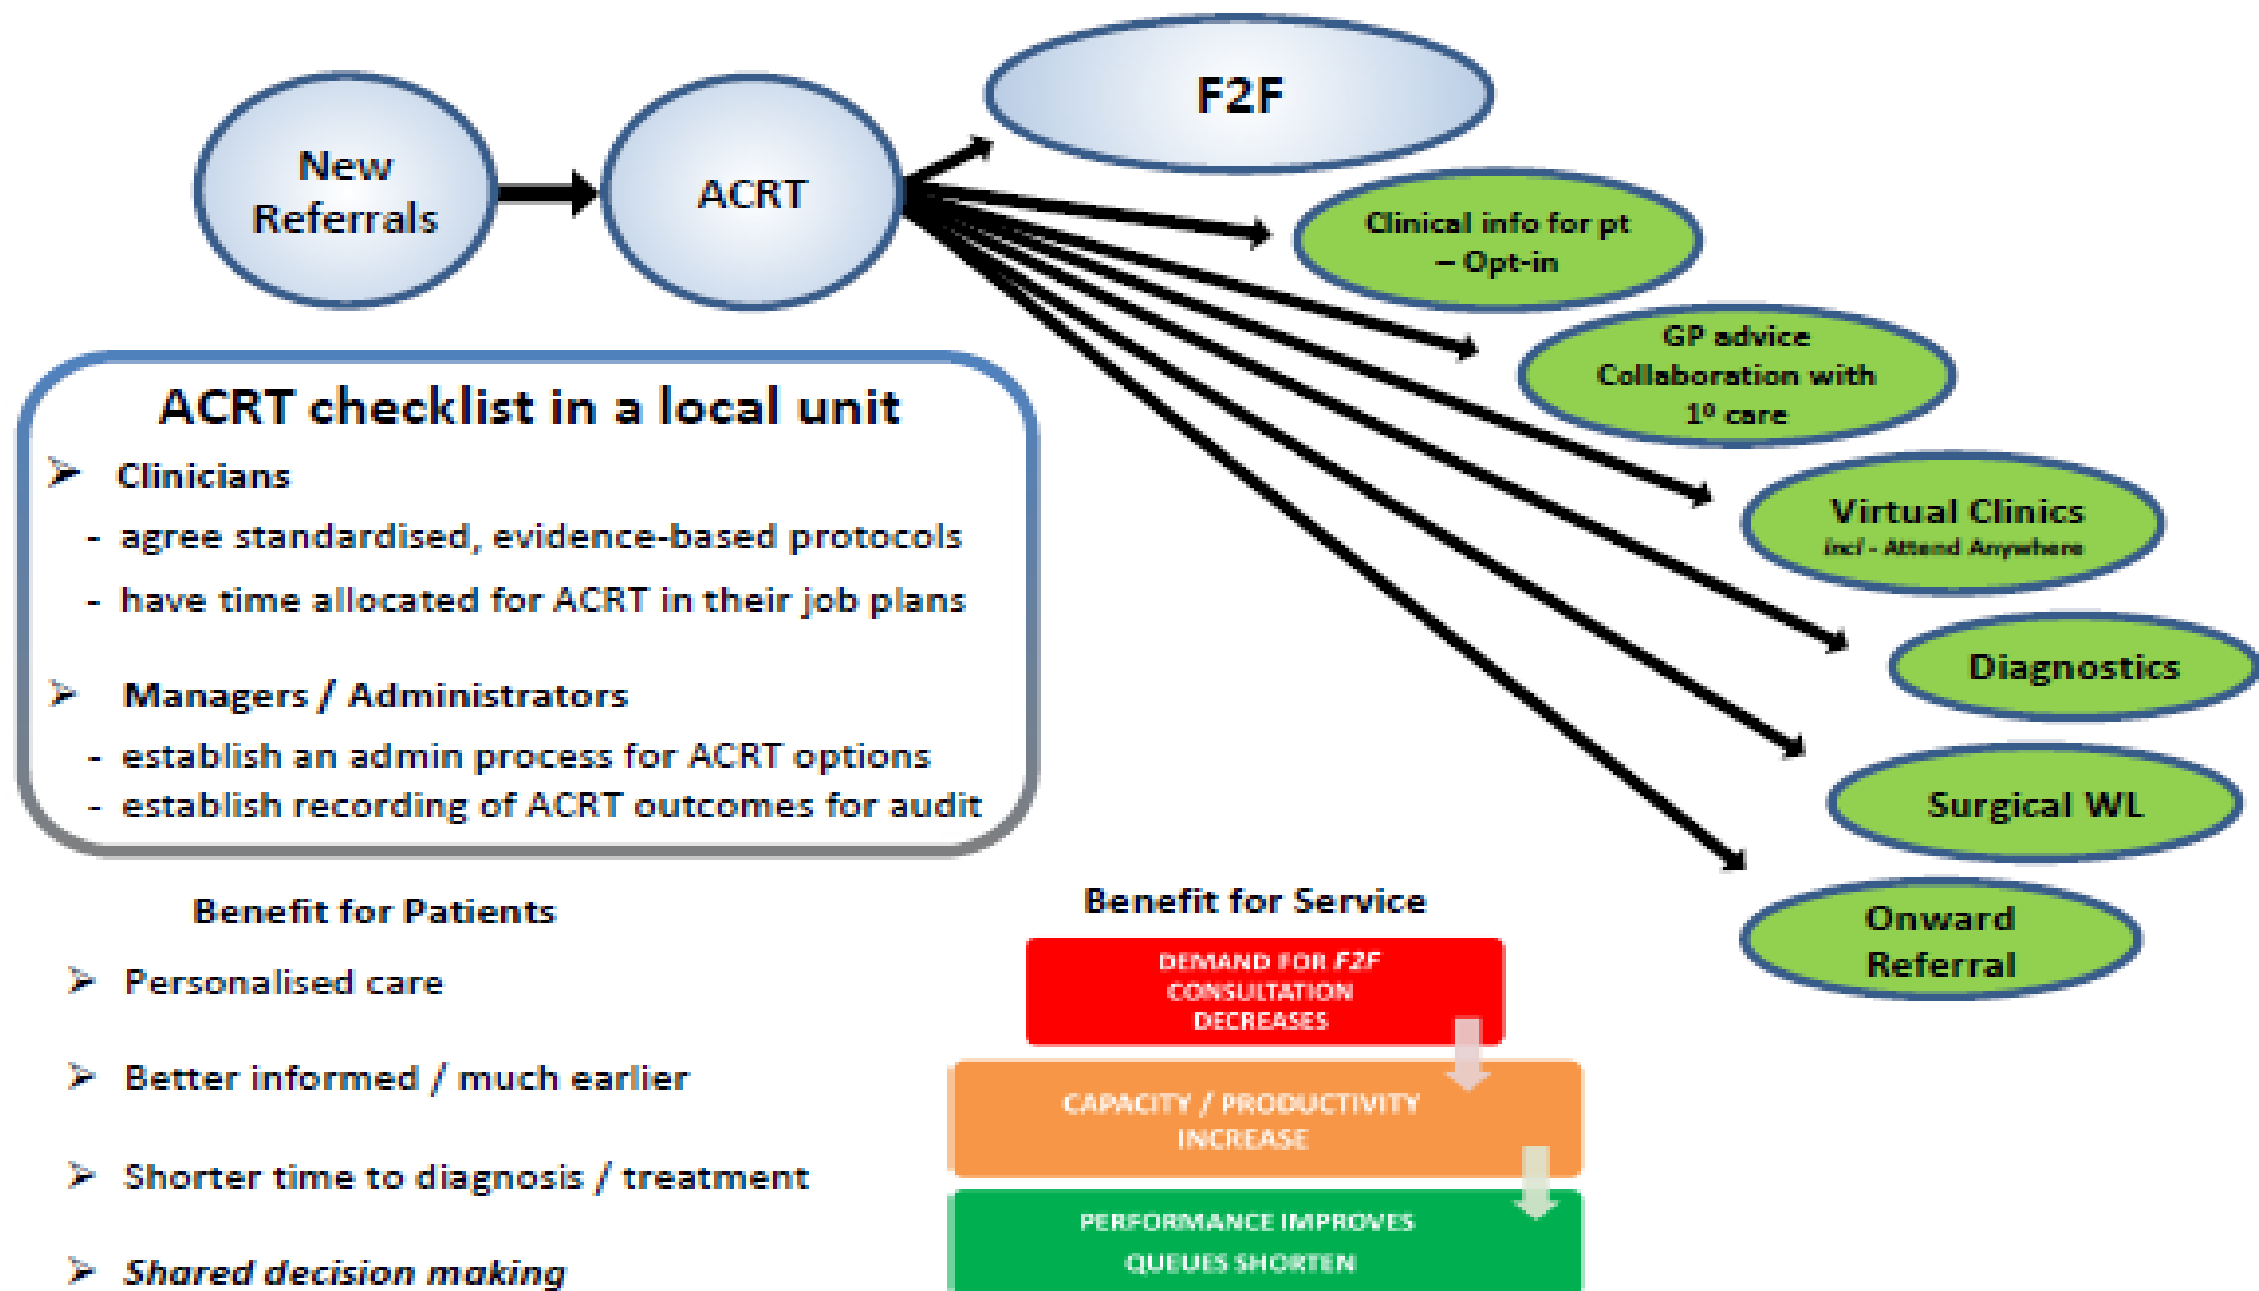 F2F
New
Referrals
ACRT
Clinical info for pt
– Opt-in
GP advice
Collaboration with
1º care
Virtual Clinics
incl - Attend Anywhere
Diagnostics
Surgical WL
Onward
Referral
ACRT checklist in a local unit
➢ Clinicians
- agree standardised, evidence-based protocols
- have time allocated for ACRT in their job plans
➢ Managers / Administrators
- establish an admin process for ACRT options
- establish recording of ACRT outcomes for audit
Benefit for Patients
➢ Personalised care
➢ Better informed / much earlier
➢ Shorter time to diagnosis / treatment
➢ Shared decision making
Benefit for Service
DEMAND FOR F2F
CONSULTATION
DECREASES
CAPACITY / PRODUCTIVITY
INCREASE
PERFORMANCE IMPROVES
QUEUES SHORTEN